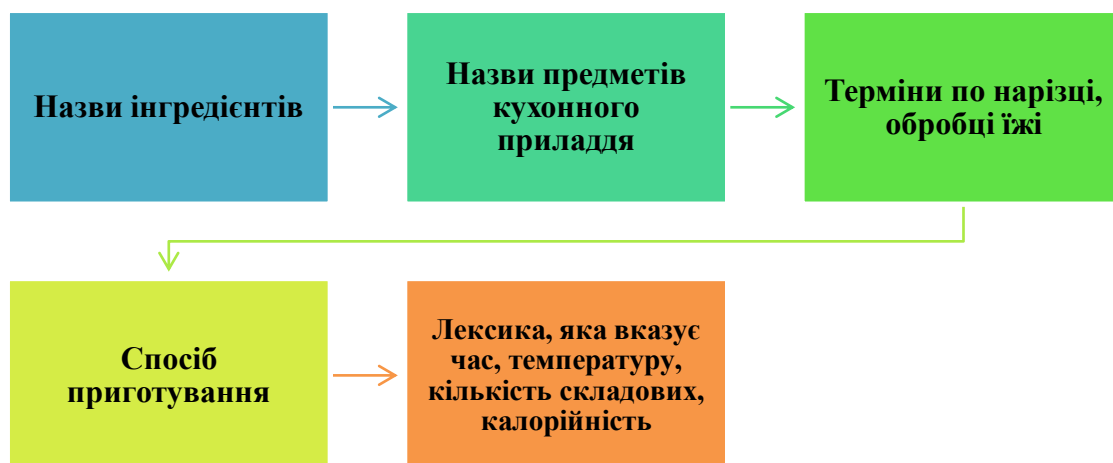 Назви інгредієнтів
Назви предметів
кухонного
приладдя
Терміни по нарізці,
обробці їжі
Спосіб
приготування
Лексика, яка вказує
час, температуру,
кількість складових,
калорійність